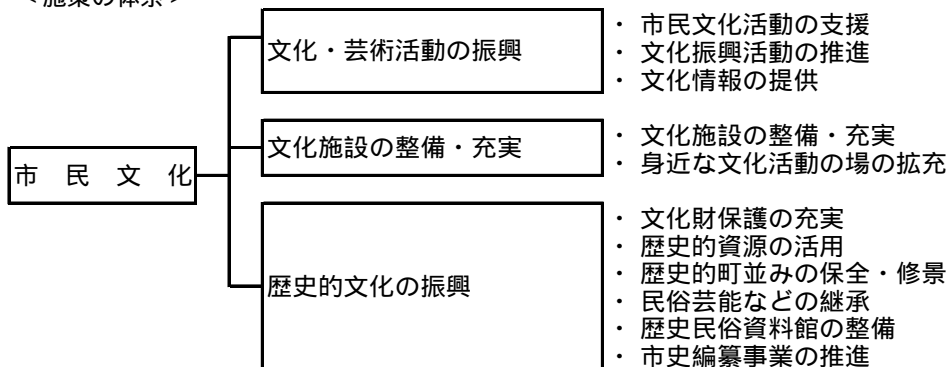 <施策の体系>
文化・芸術活動の振興
・ 市民文化活動の支援
・ 文化振興活動の推進
・ 文化情報の提供
市 民 文 化
文化施設の整備・充実
・ 文化施設の整備・充実
・ 身近な文化活動の場の拡充
歴史的文化の振興
・ 文化財保護の充実
・ 歴史的資源の活用
・ 歴史的町並みの保全・修景
・ 民俗芸能などの継承
・ 歴史民俗資料館の整備
・ 市史編纂事業の推進